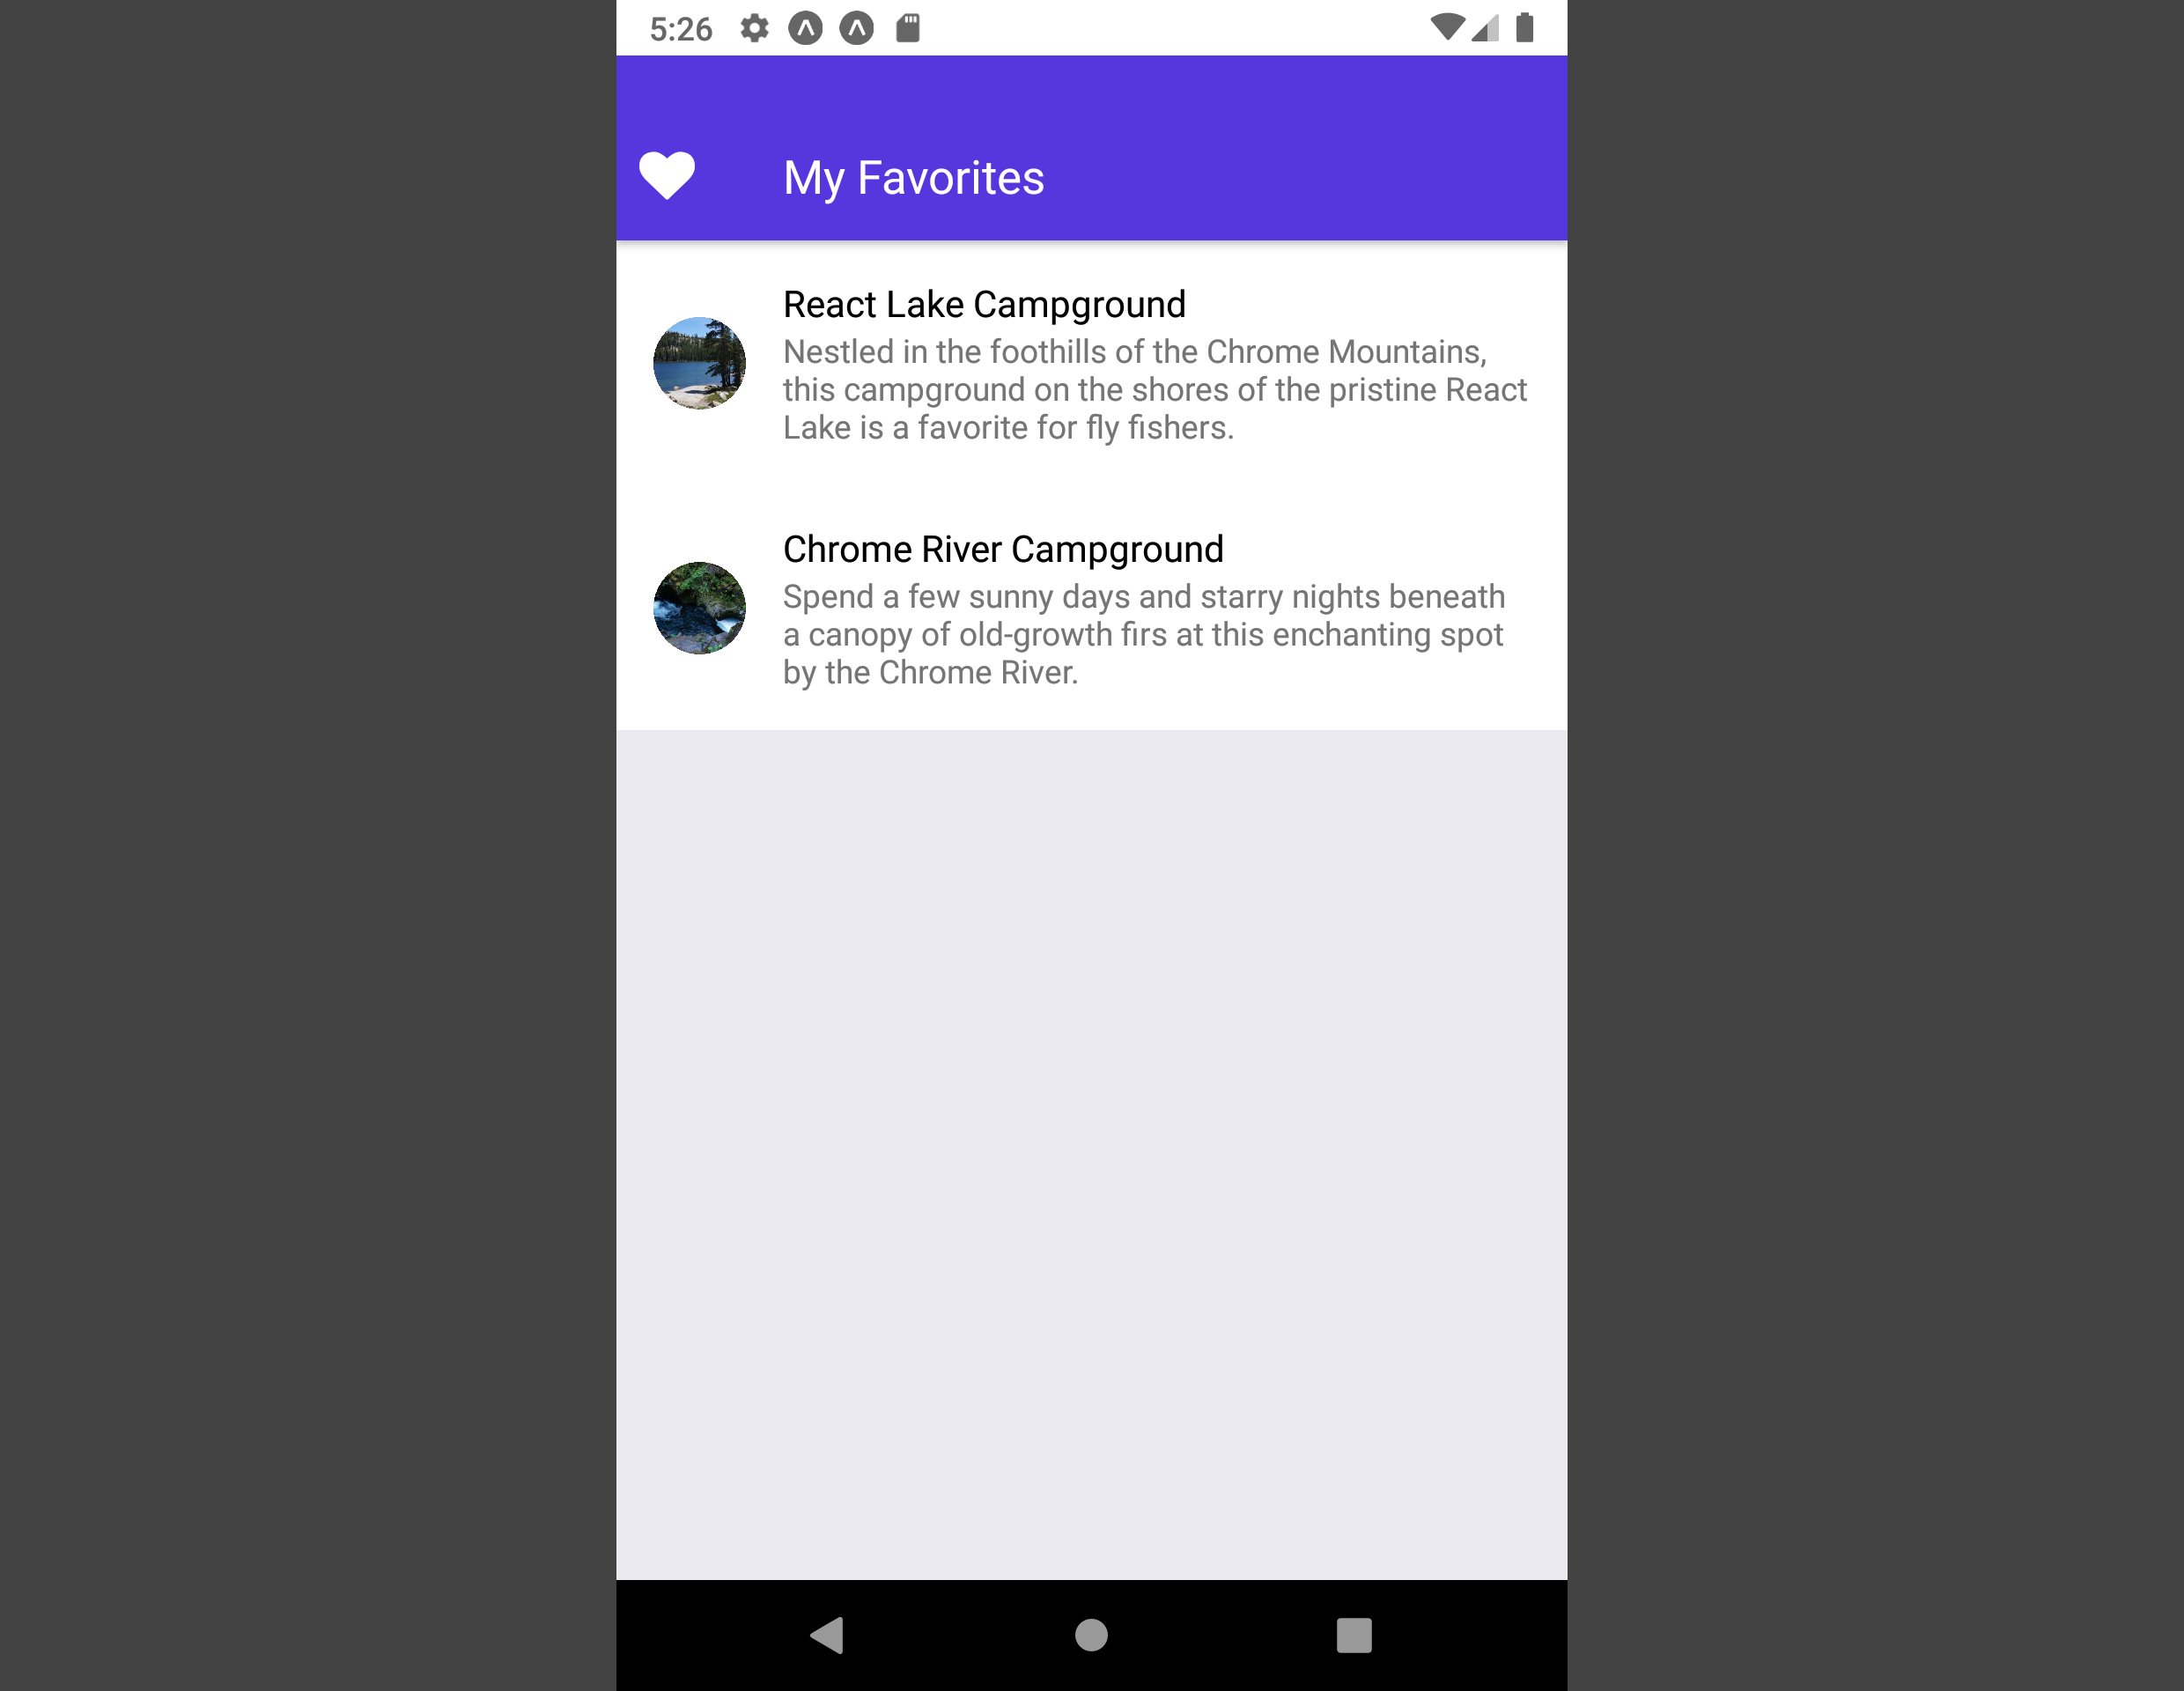 5:26
My Favorites
React Lake Campground
Nestled in the foothills of the Chrome Mountains,
this campground on the shores of the pristine React
Lake is a favorite for fly fishers.
Chrome River Campground
Spend a few sunny days and starry nights beneath
a canopy of old-growth firs at this enchanting spot
by the Chrome River.